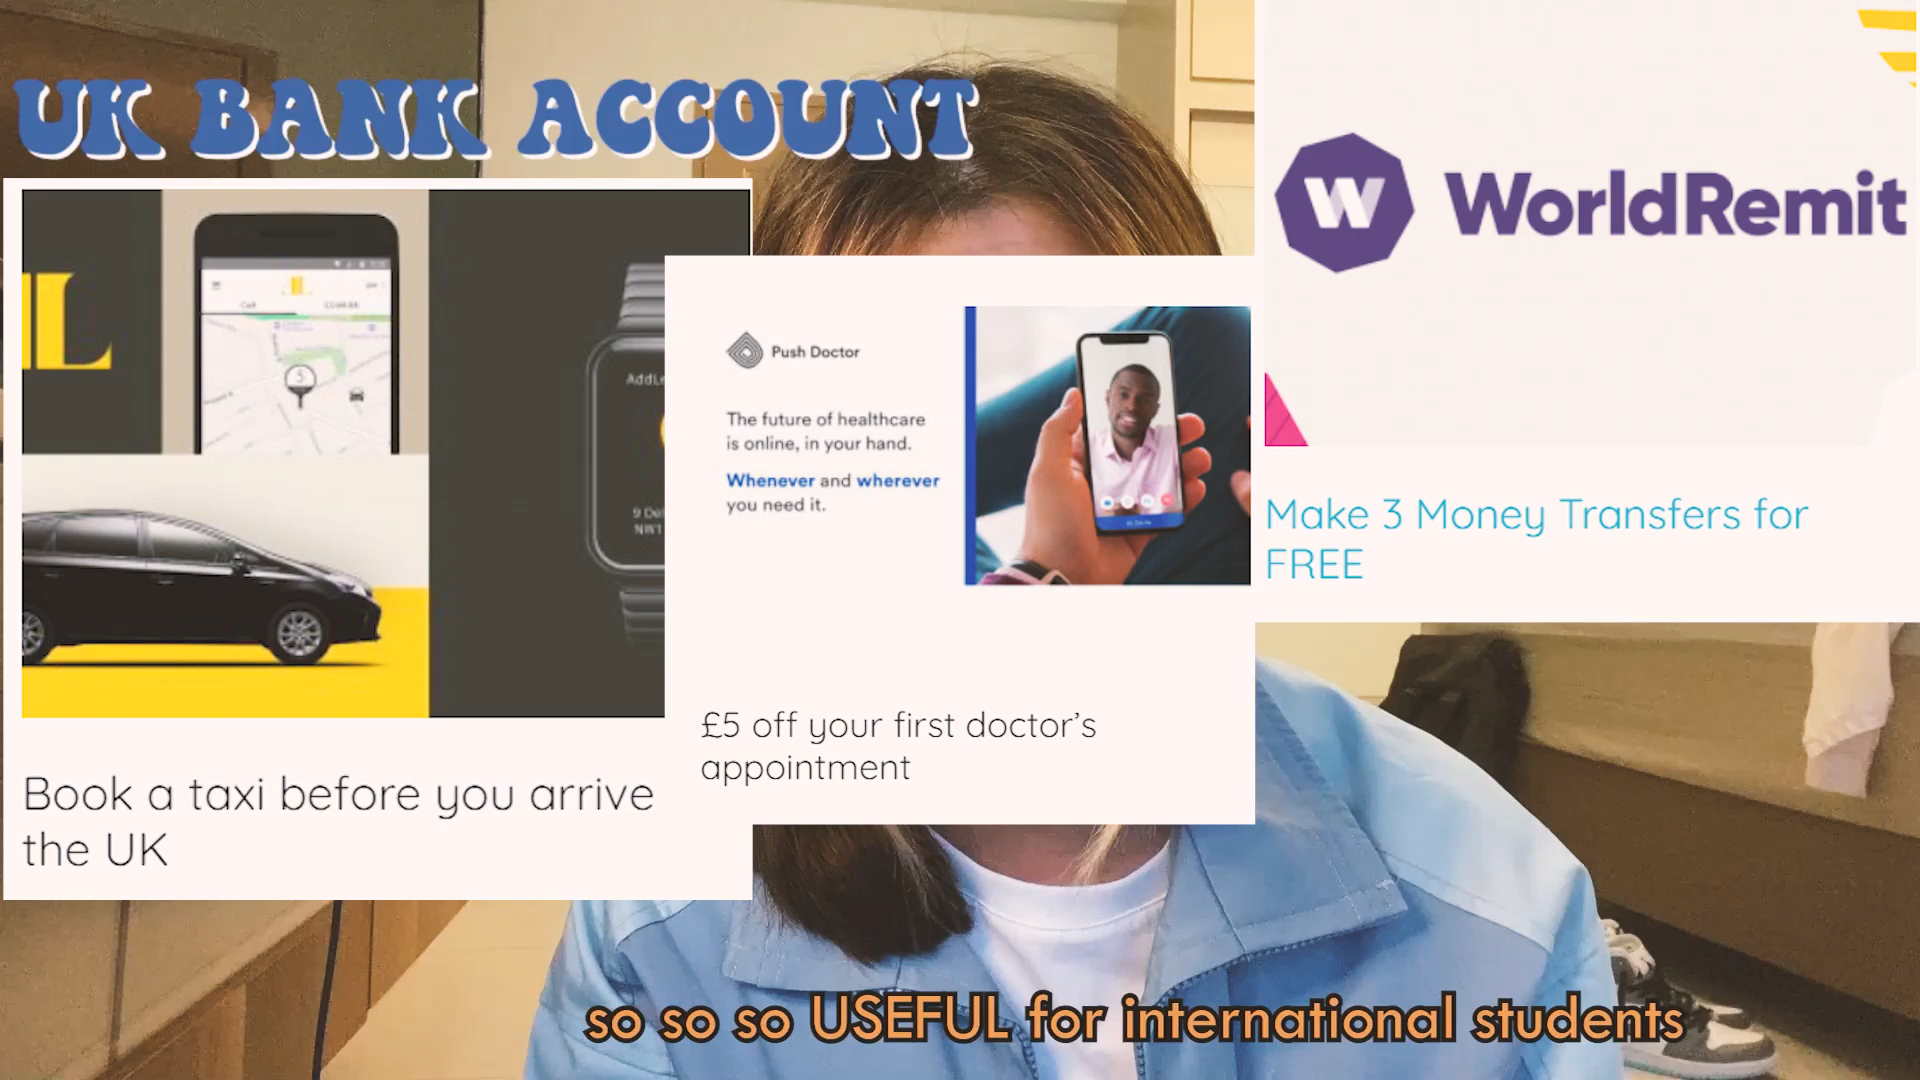 UK BANK ACCOUNT
W WorldRemit
Make 3 Money Transfers for
FREE
Push Doctor
The future of healthcare
is online, in your hand.
Whenever and wherever
you need it.
£5 off your first doctor's
appointment
Book a taxi before you arrive
the UK
so so so USEFUL for international students